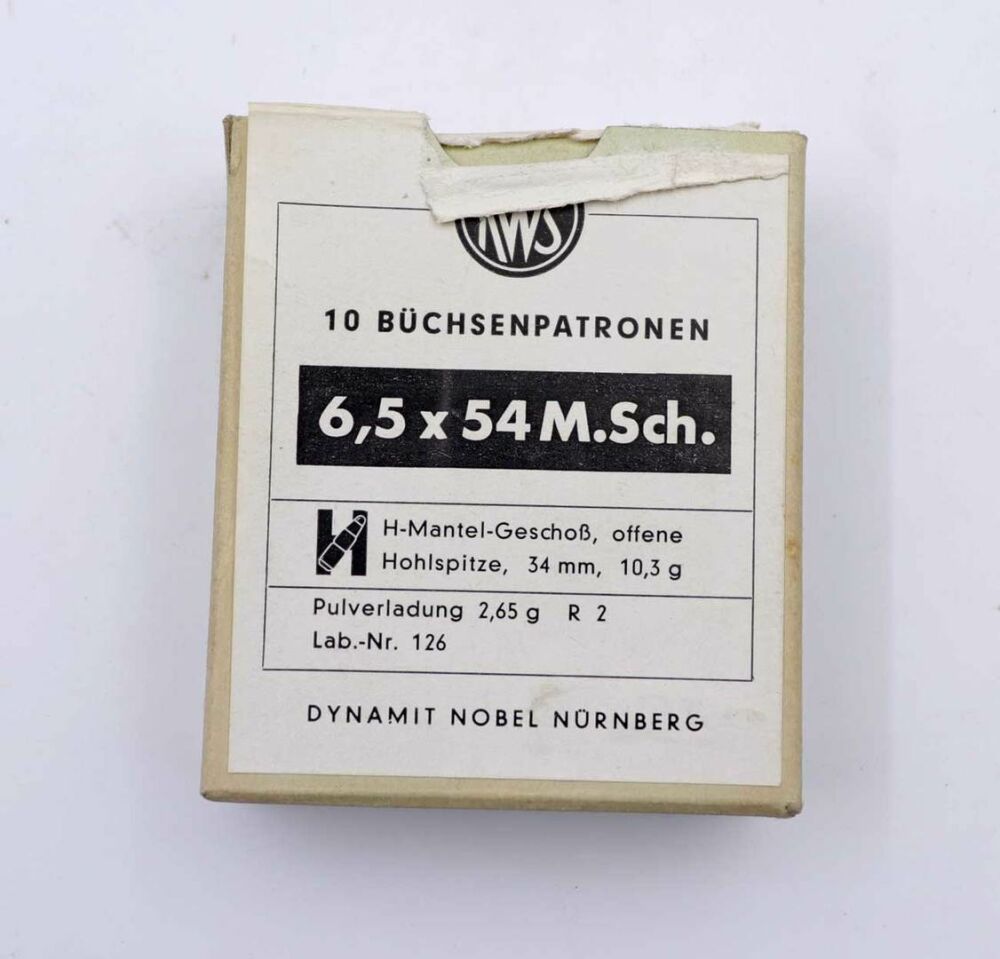 RWS
10 BÜCHSENPATRONEN
6,5 x 54 M.Sch.
H-Mantel-Geschoß, offene
Hohlspitze, 34 mm, 10,3 g
Pulverladung 2,65 g R 2
Lab.-Nr. 126
DYNAMIT NOBEL NÜRNBERG